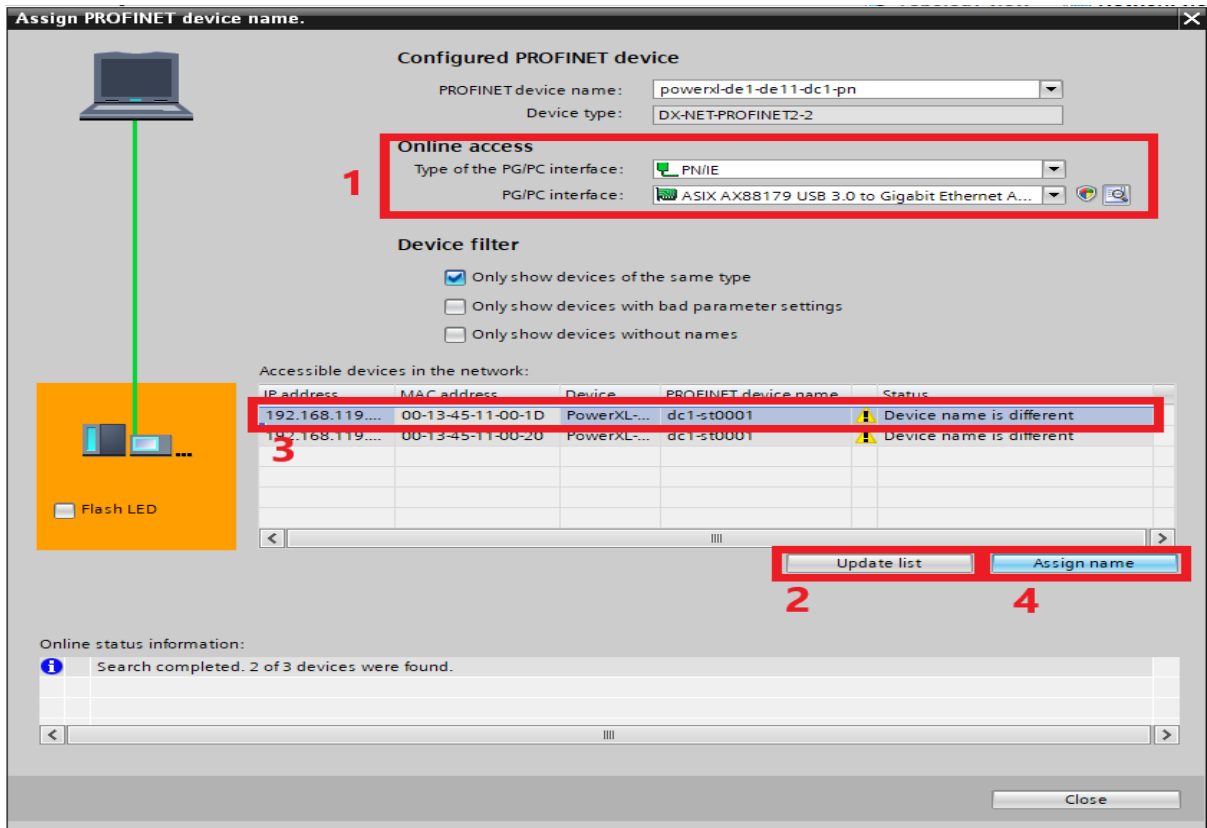 Assign PROFINET device name.
Configured PROFINET device
PROFINET device name: powerxl-de1-de11-dc1-pn
Device type: DX-NET-PROFINET2-2
Online access
Type of the PG/PC interface: PN/IE
1
PG/PC interface: ASIX AX88179 USB 3.0 to Gigabit Ethernet A...
Device filter
Only show devices of the same type
Only show devices with bad parameter settings
Only show devices without names
Accessible devices in the network:
IP address MAC address Device PROFINET device name Status
192.168.119.... 00-13-45-11-00-1D PowerXL-... dc1-st0001 Device name is different
192.168.119.... 00-13-45-11-00-20 PowerXL-... dc1-st0001 Device name is different
3
...
Flash LED
Update list Assign name
2 4
Online status information:
Search completed. 2 of 3 devices were found.
Close